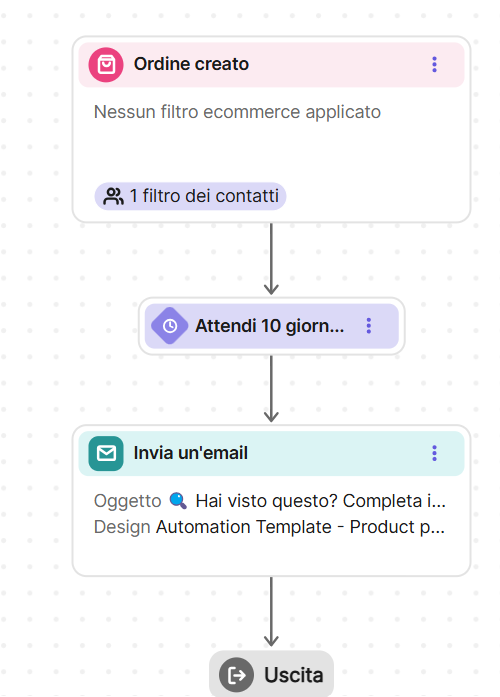 Ordine creato
Nessun filtro ecommerce applicato
1 filtro dei contatti
Attendi 10 giorn...
Invia un'email
Oggetto 🔍 Hai visto questo? Completa i...
Design Automation Template - Product p...
Uscita